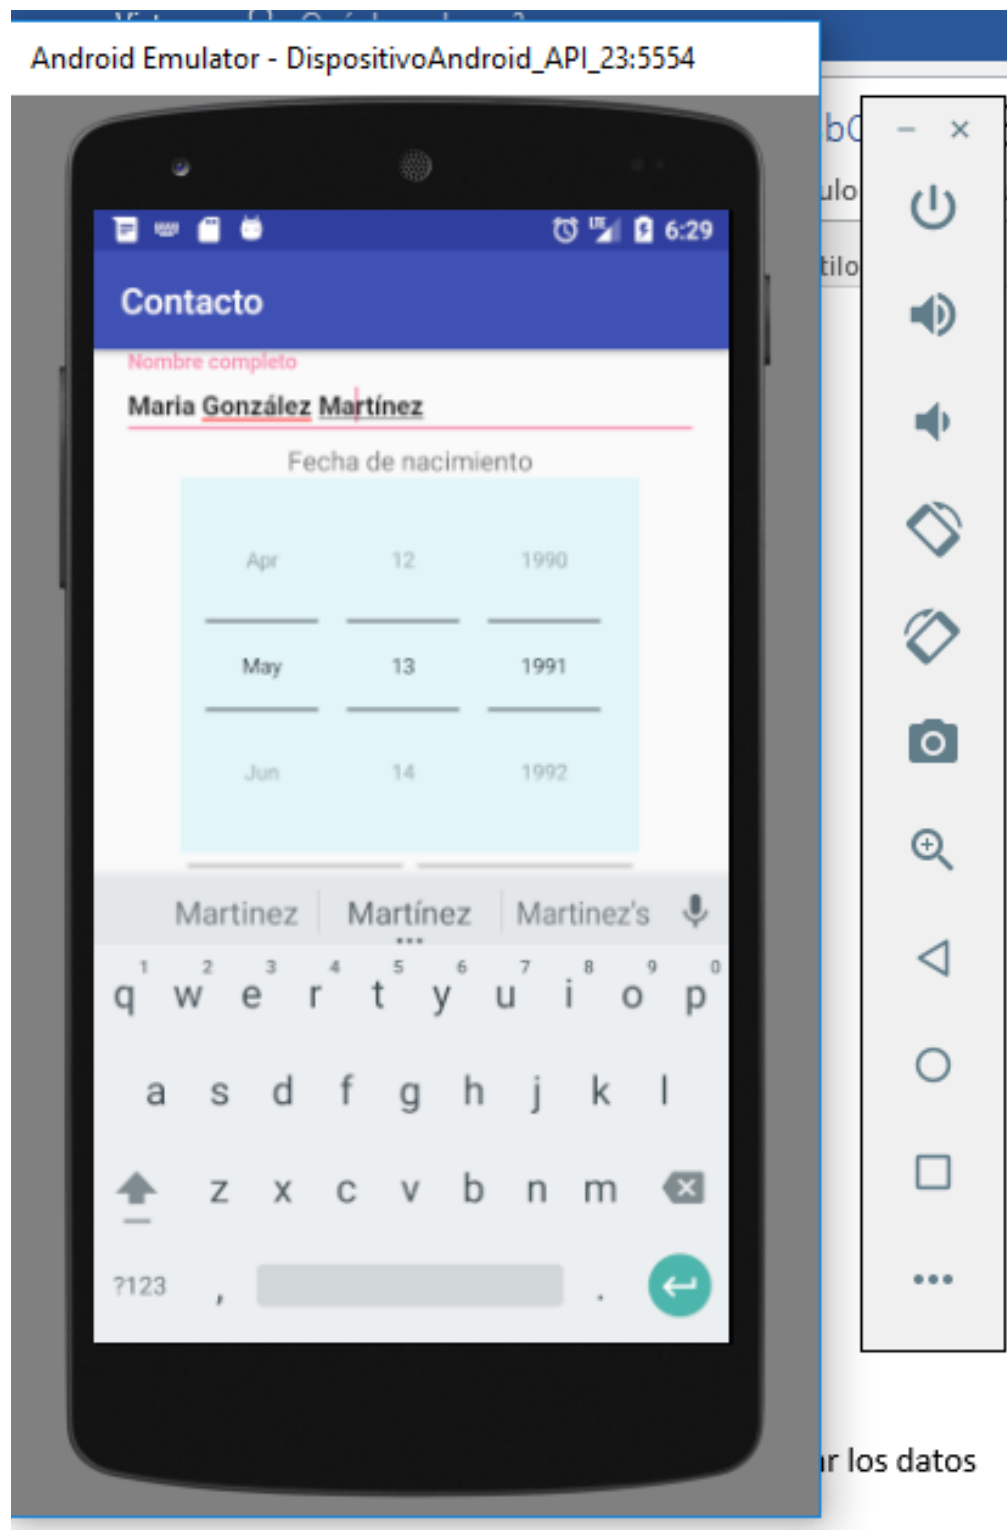 Android Emulator - DispositivoAndroid_API_23:5554
LTE 6:29
Contacto
Nombre completo
Maria González Martínez
Fecha de nacimiento
Apr 12 1990
May 13 1991
Jun 14 1992
Martinez Martínez Martinez's
1 2 3 4 5 6 7 8 9 0
q w e r t y u i o p
a s d f g h j k l
z x c v b n m
?123 , .
los datos